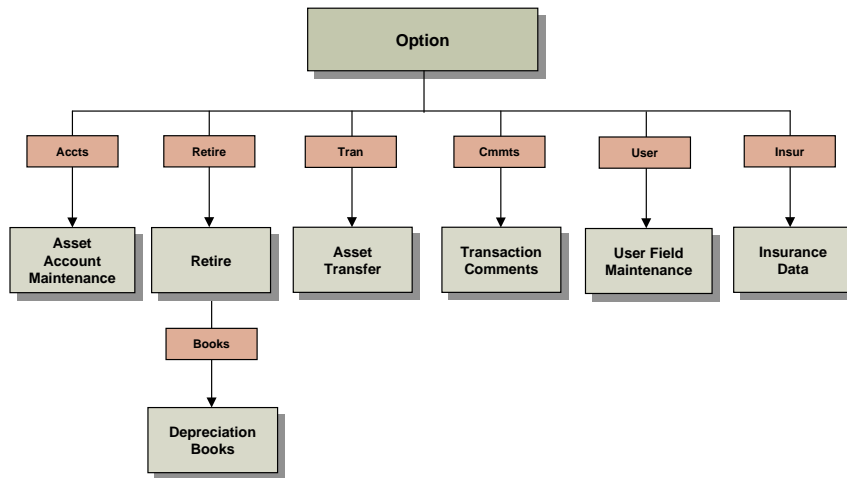 Option
Accts
Retire
Tran
Cmmts
User
Insur
Asset
Account
Maintenance
Retire
Asset
Transfer
Transaction
Comments
User Field
Maintenance
Insurance
Data
Books
Depreciation
Books